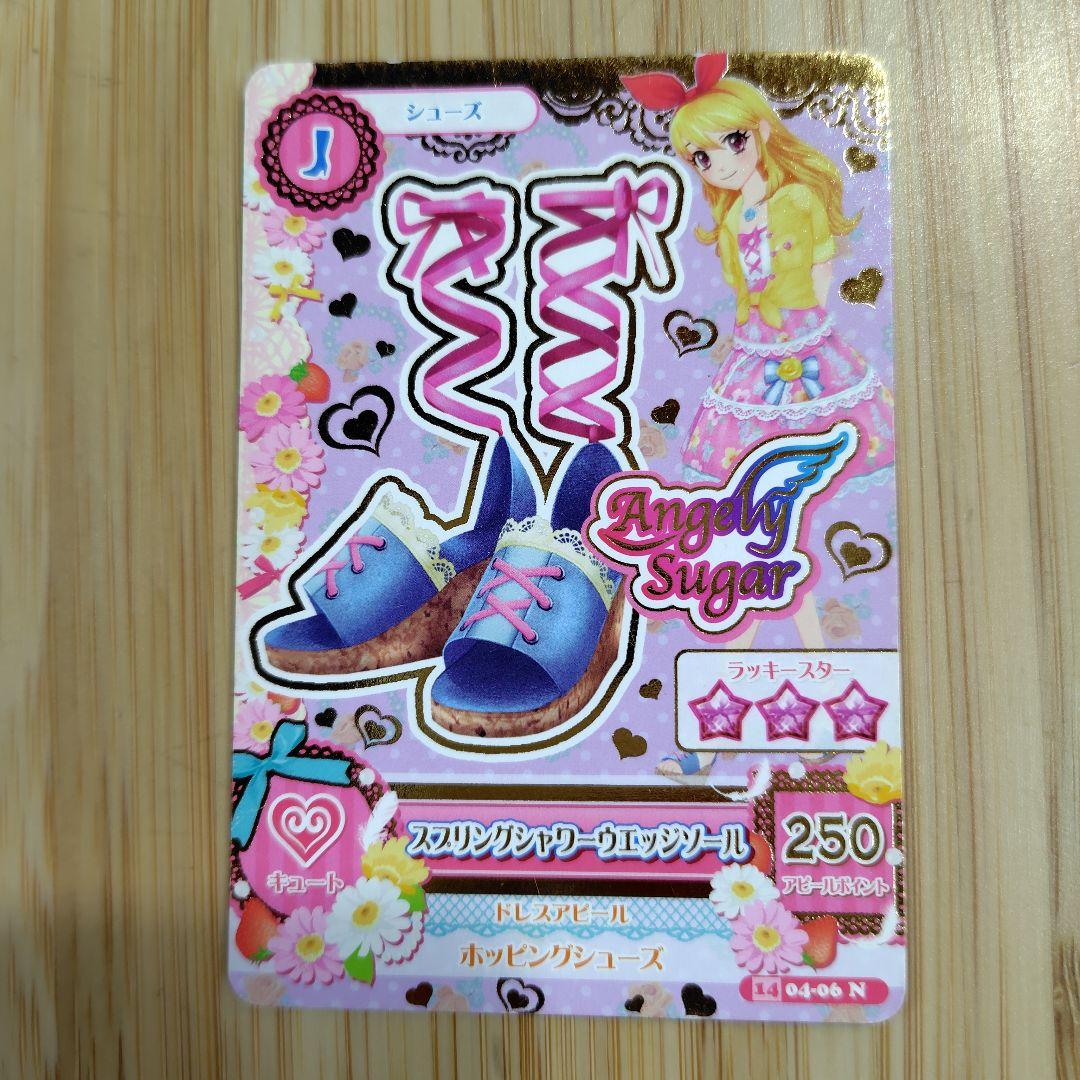 シューズ
Angely
Sugar
ラッキースター
スプリングシャワーウエッジソール
250
アピールポイント
キュート
ドレスアピール
ホッピングシューズ
14 04-06 N